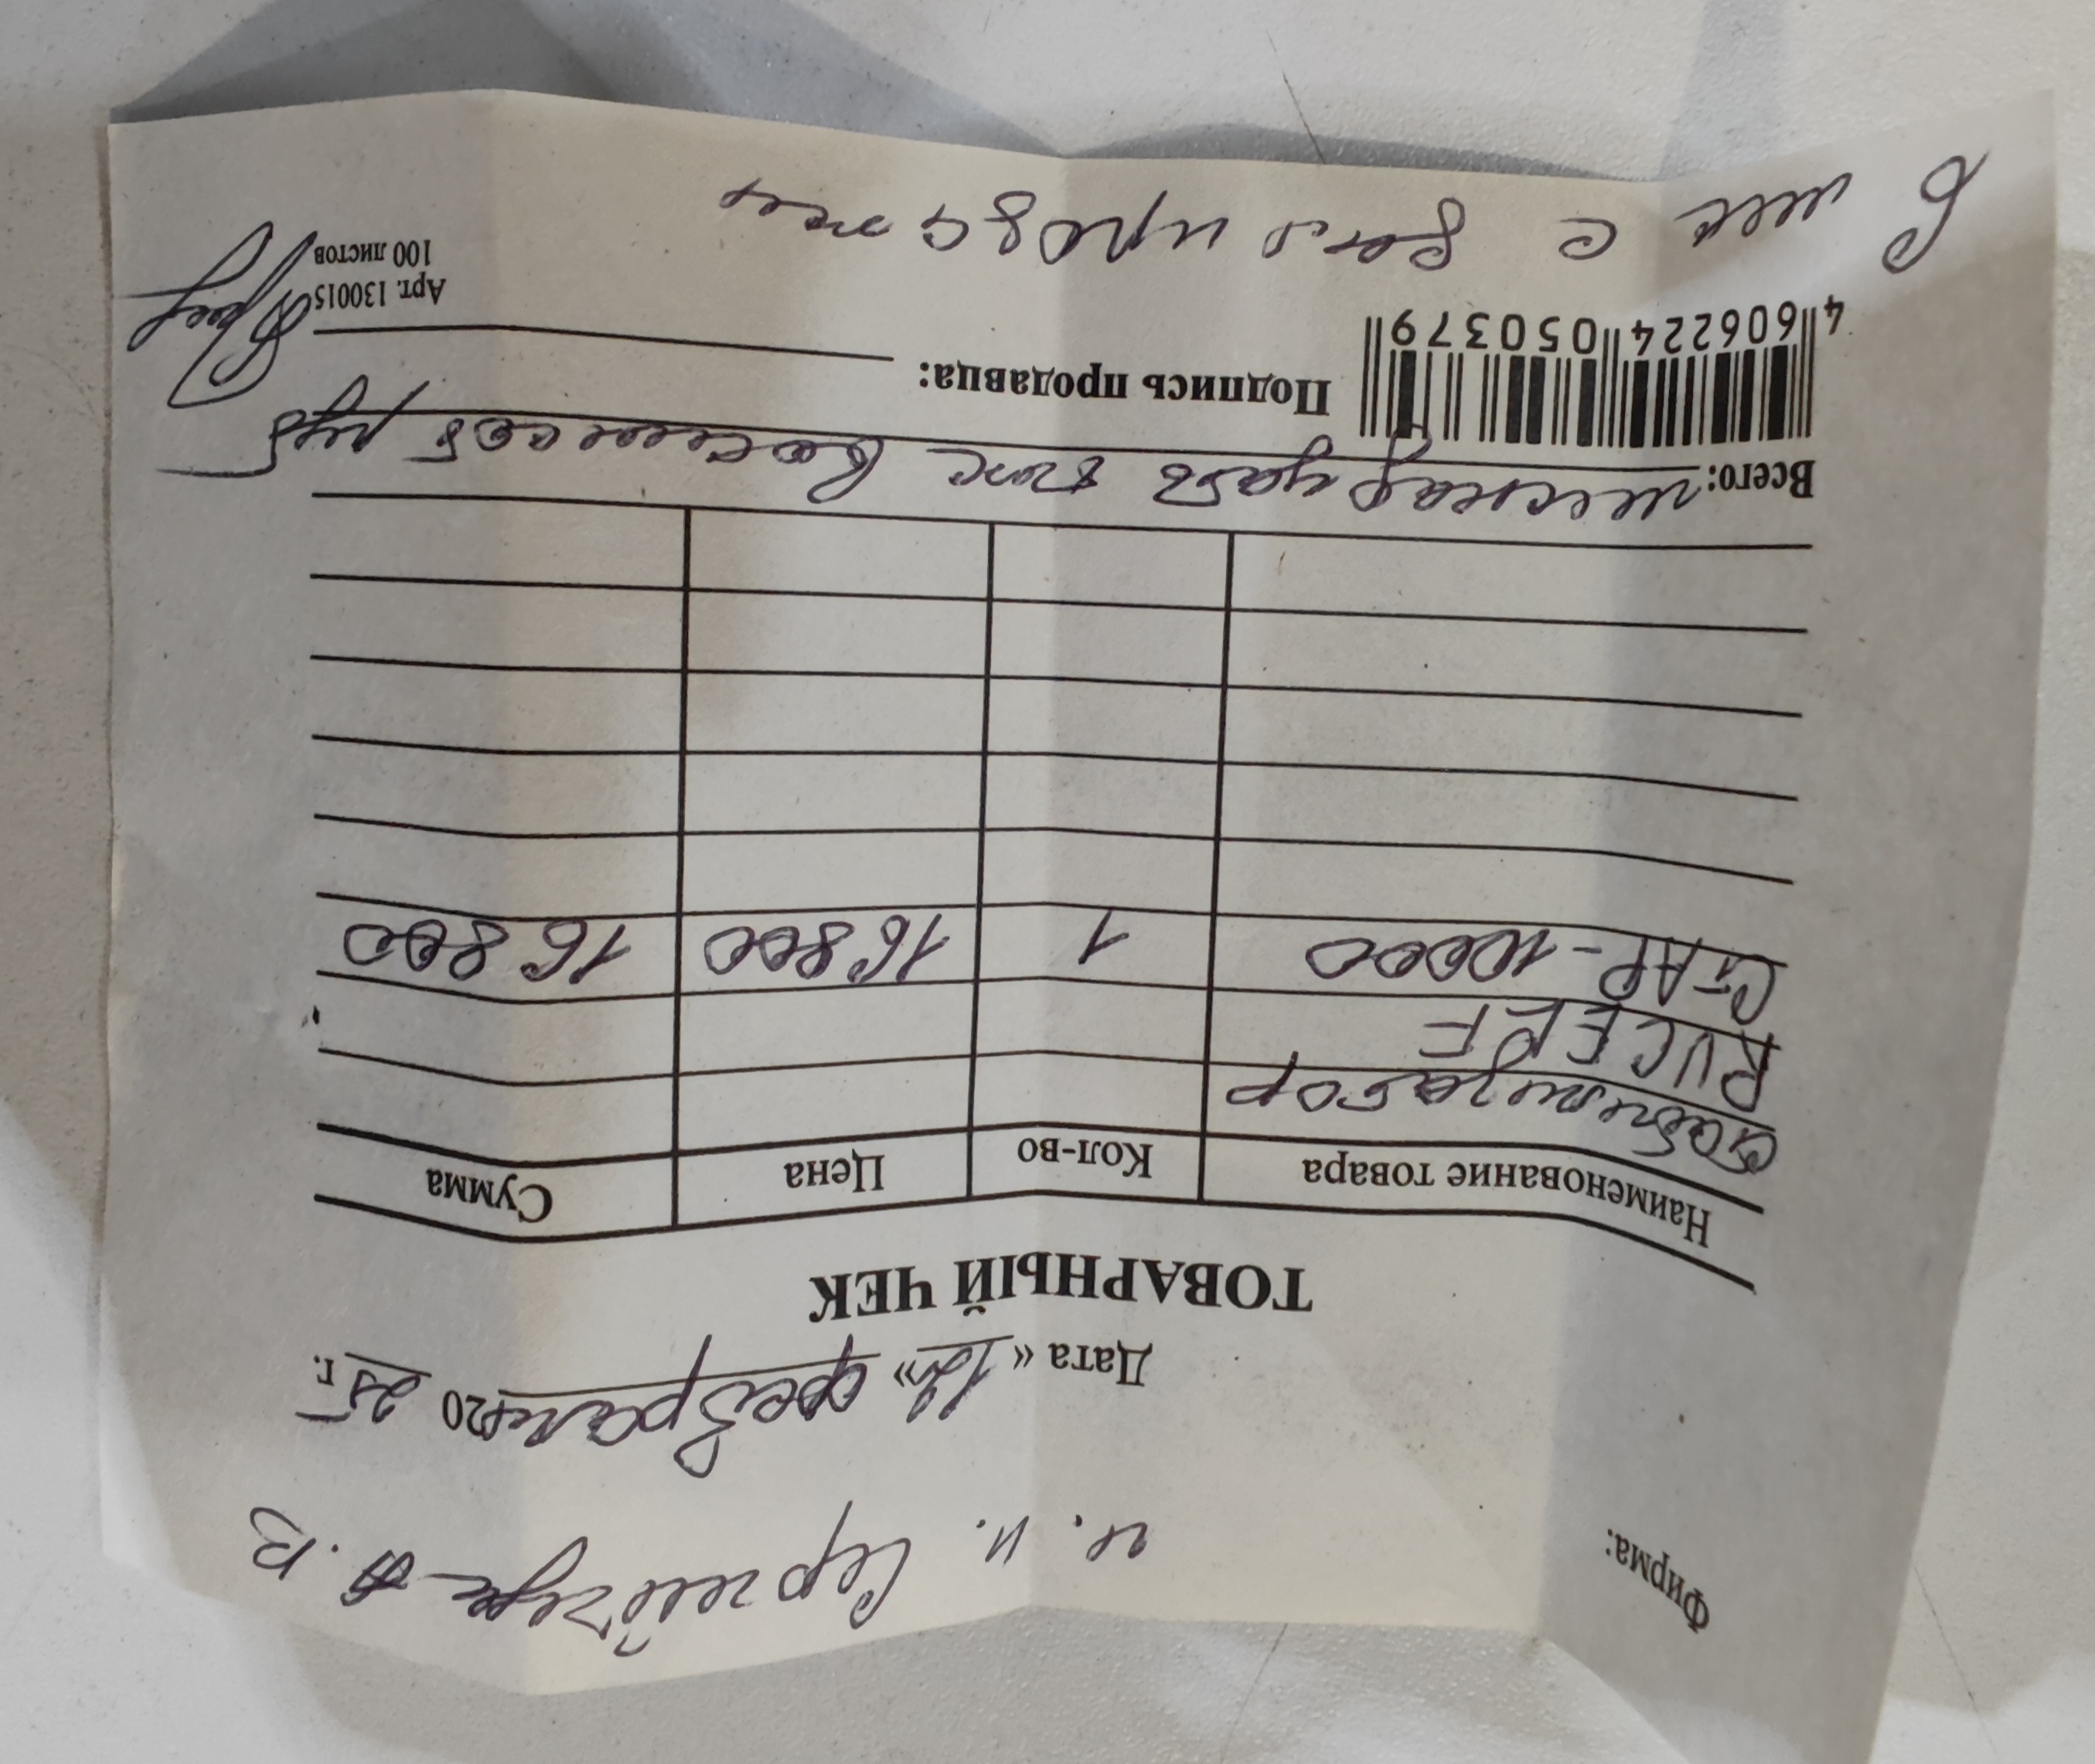 Фирма: и. и.
Дата « 12 » февраля 20 25 г.
ТОВАРНЫЙ ЧЕК
Наименование товара Кол-во Цена Сумма
стабилизатор
RUCELF
СТАР-10000 1 16800 16800
Всего: шестнадцать тыс восемьсот руб
Подпись продавца:
4 606224 050379
Арт. 130015
100 листов
6 мес с даты продажи